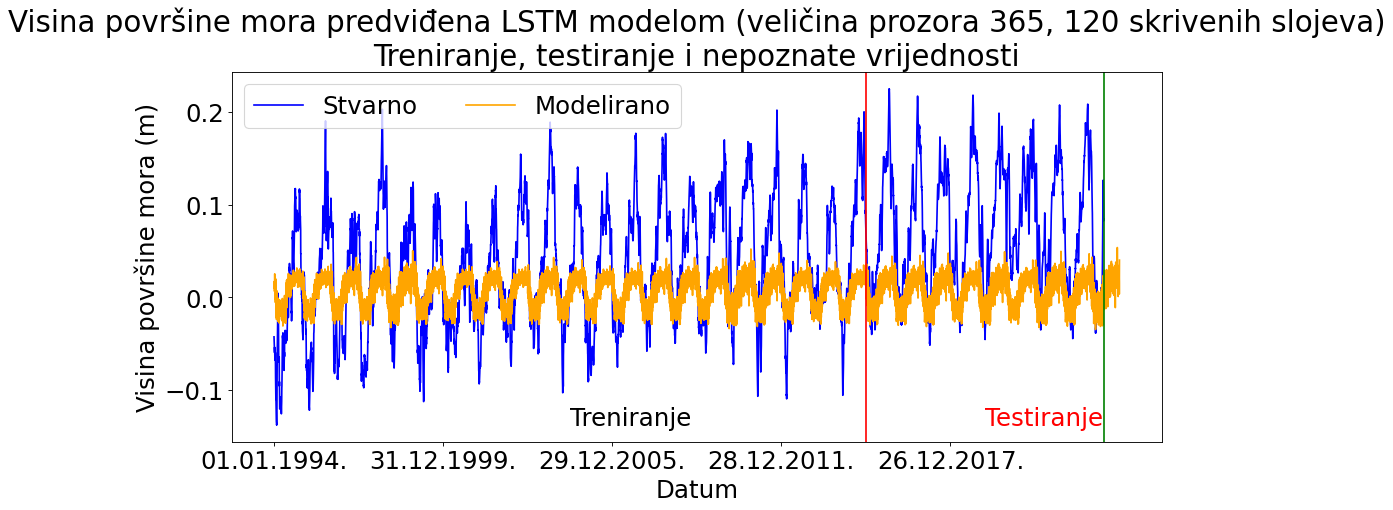 Visina površine mora predviđena LSTM modelom (veličina prozora 365, 120 skrivenih slojeva)
Treniranje, testiranje i nepoznate vrijednosti
Stvarno
Modelirano
Visina površine mora (m)
0.2
0.1
0.0
−0.1
Treniranje
Testiranje
01.01.1994.
31.12.1999.
29.12.2005.
28.12.2011.
26.12.2017.
Datum